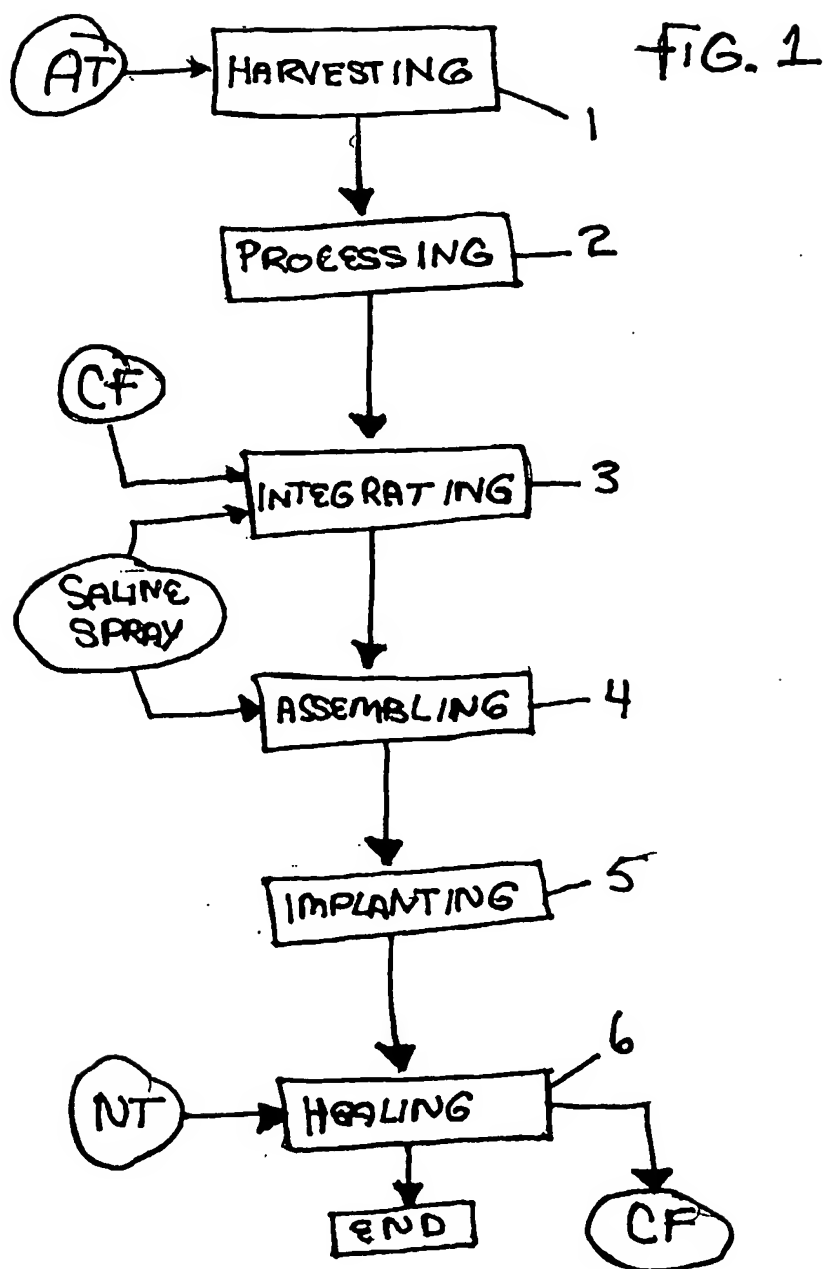 FIG. 1
AT
HARVESTING
1
PROCESSING
2
CF
INTEGRATING
3
SALINE
SPRAY
ASSEMBLING
4
IMPLANTING
5
6
NT
HEALING
END
CF